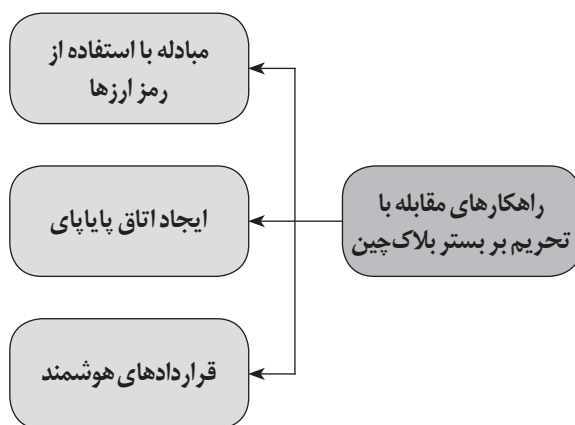 راهکارهای مقابله با
تحریم بر بستر بلاک‌چین
مبادله با استفاده از
رمز ارزها
ایجاد اتاق پایاپای
قراردادهای هوشمند